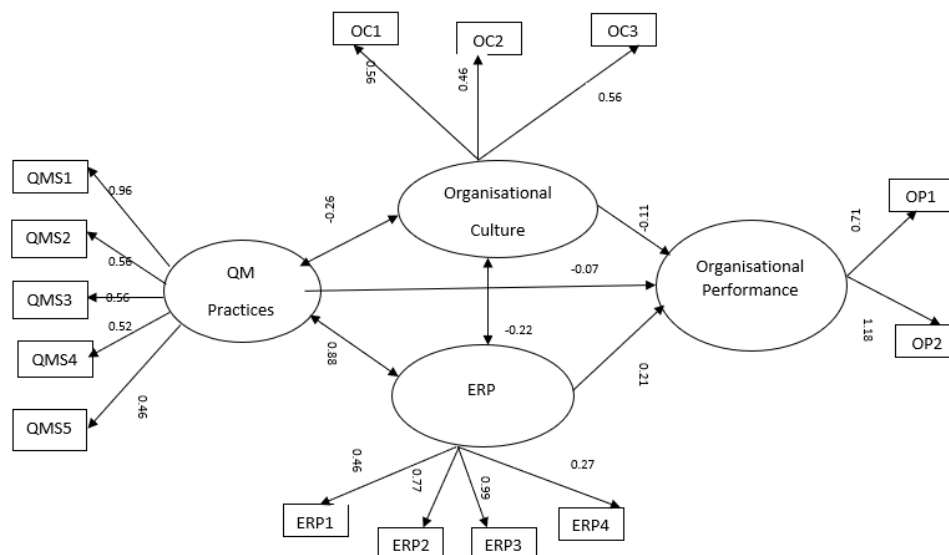 OC1
OC2
OC3
0.56
0.46
0.56
QMS1
QMS2
QMS3
QMS4
QMS5
0.96
0.56
0.56
0.52
0.46
QM
Practices
-0.26
Organisational
Culture
-0.11
-0.07
-0.22
0.88
ERP
0.21
Organisational
Performance
OP1
OP2
0.71
1.18
0.46
0.77
0.99
0.27
ERP1
ERP2
ERP3
ERP4